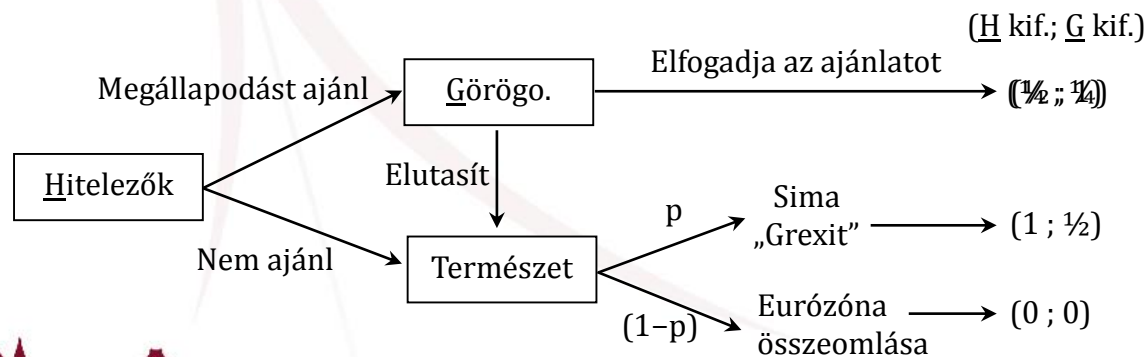 (H kif.; G kif.)
Megállapodást ajánl
Görögo.
Elfogadja az ajánlatot
Hitelezők
Elutasít
Nem ajánl
Természet
p
Sima
„Grexit”
(1 ; ½)
(1−p)
Eurózóna
összeomlása
(0 ; 0)